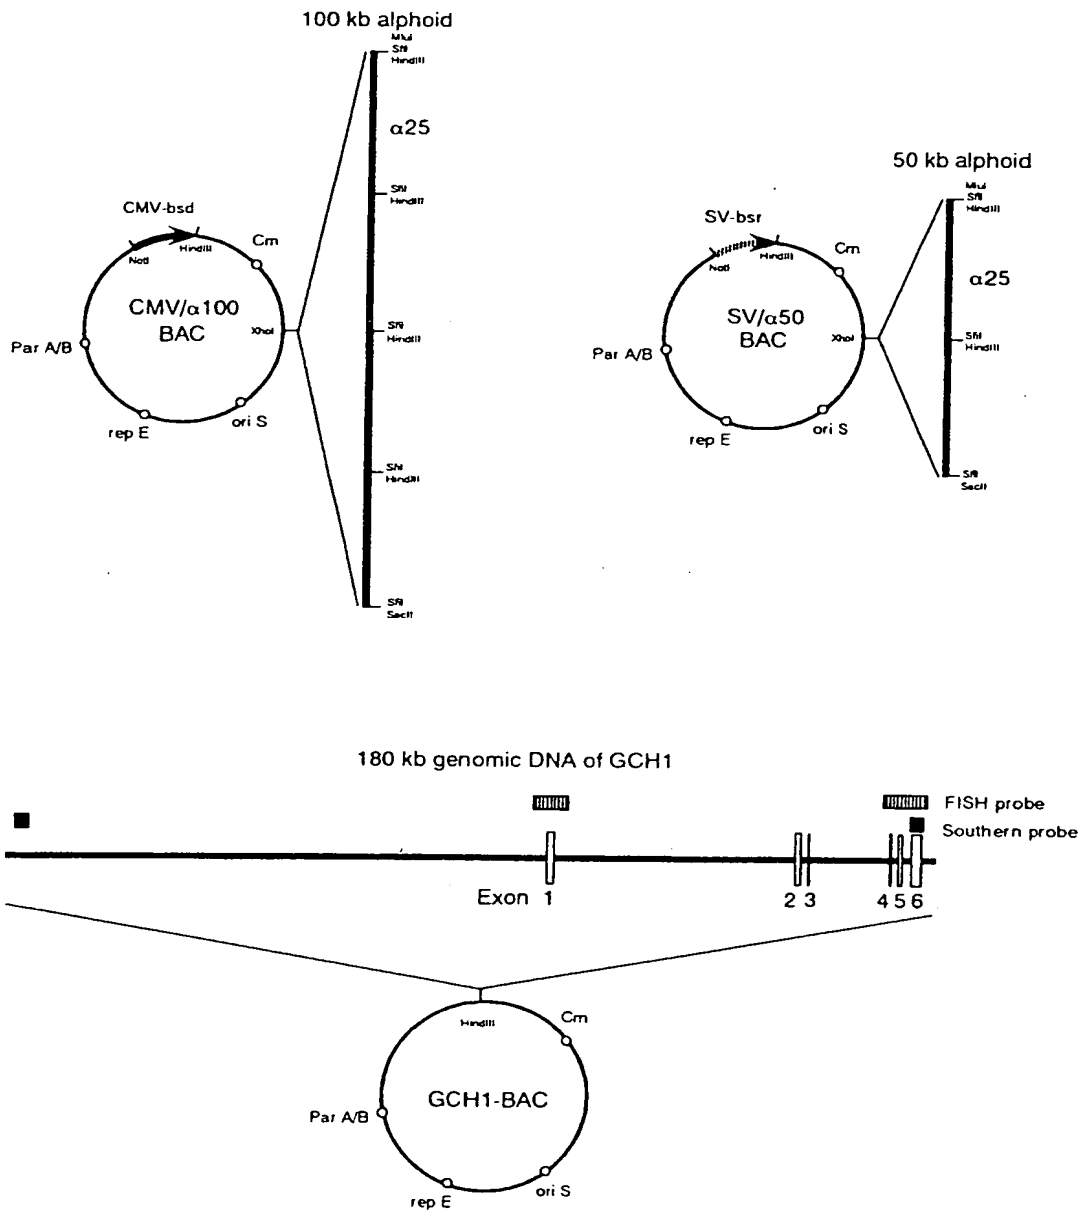 100 kb alphoid
MluI
SfiI
HindIII
α25
SfiI
HindIII
SfiI
HindIII
SfiI
HindIII
SfiI
SacII
CMV-bsd
NotI
HindIII
Cm
CMV/α100
BAC
XhoI
Par A/B
rep E
ori S
50 kb alphoid
MluI
SfiI
HindIII
α25
SfiI
HindIII
SfiI
SacII
SV-bsr
NotI
HindIII
Cm
SV/α50
BAC
XhoI
Par A/B
rep E
ori S
180 kb genomic DNA of GCH1
FISH probe
Southern probe
Exon 1 2 3 4 5 6
HindIII
Cm
GCH1-BAC
Par A/B
rep E
ori S